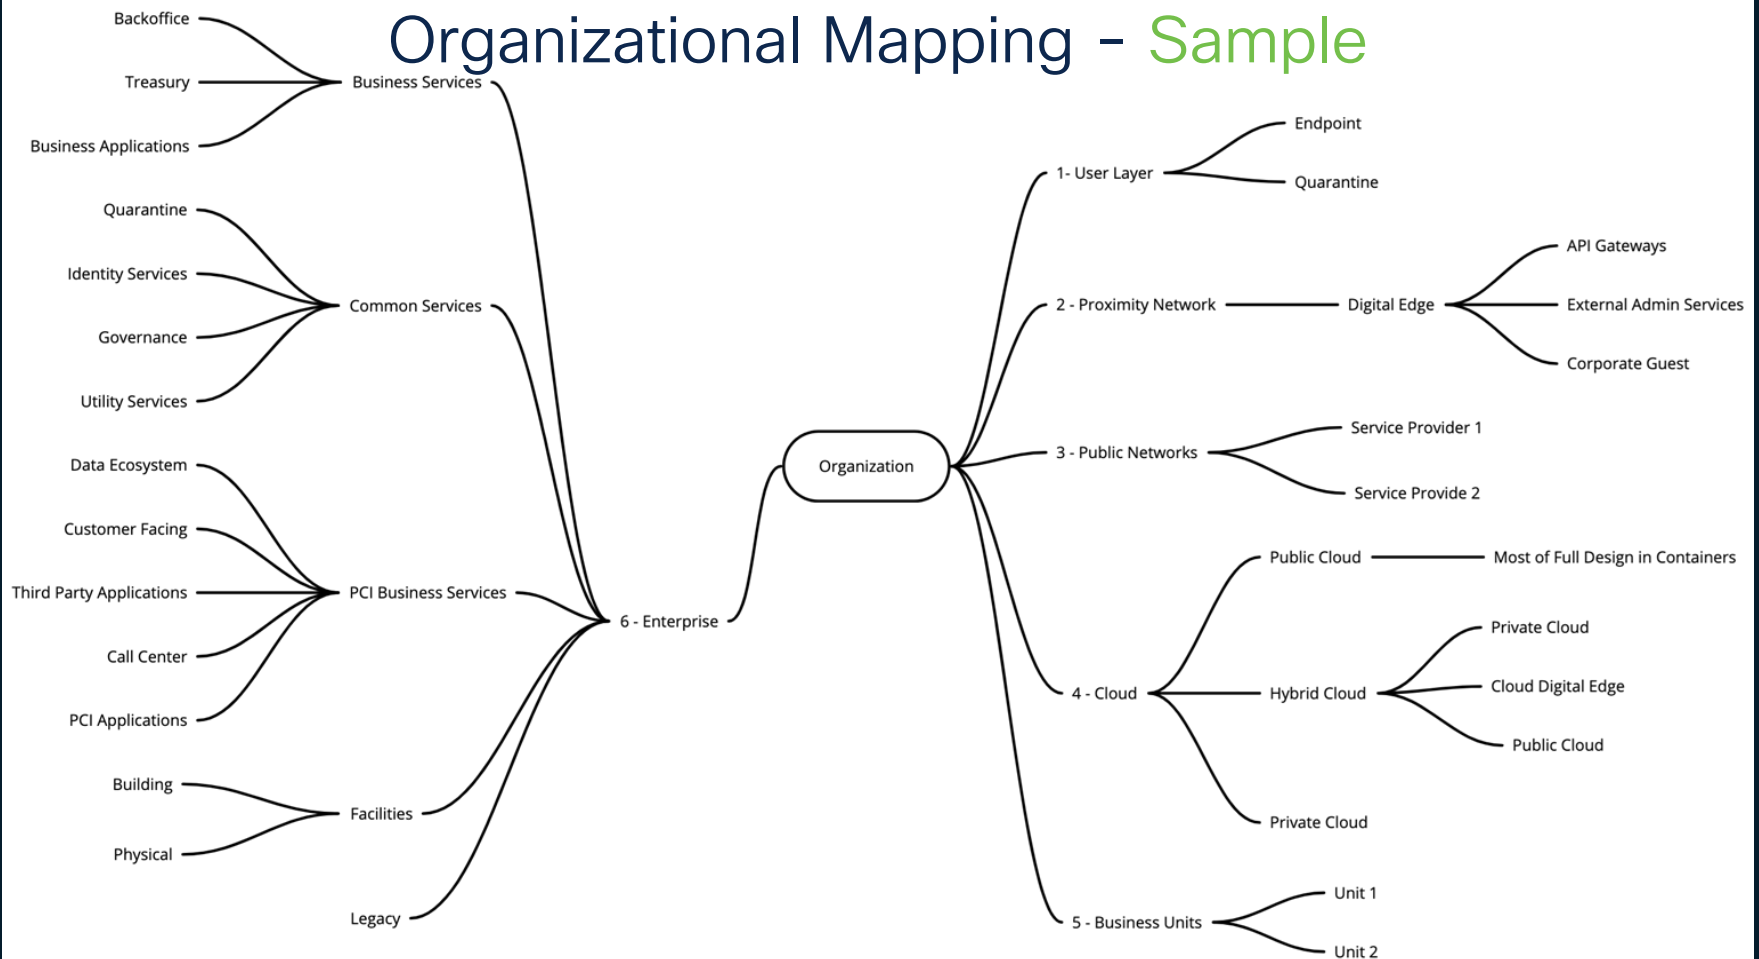 Organizational Mapping - Sample
Backoffice
Treasury
Business Applications
Business Services
Quarantine
Identity Services
Governance
Utility Services
Common Services
Data Ecosystem
Customer Facing
Third Party Applications
Call Center
PCI Applications
PCI Business Services
Building
Physical
Facilities
Legacy
6 - Enterprise
Organization
1- User Layer
Endpoint
Quarantine
2 - Proximity Network
Digital Edge
API Gateways
External Admin Services
Corporate Guest
3 - Public Networks
Service Provider 1
Service Provide 2
4 - Cloud
Public Cloud
Most of Full Design in Containers
Hybrid Cloud
Private Cloud
Cloud Digital Edge
Public Cloud
Private Cloud
5 - Business Units
Unit 1
Unit 2